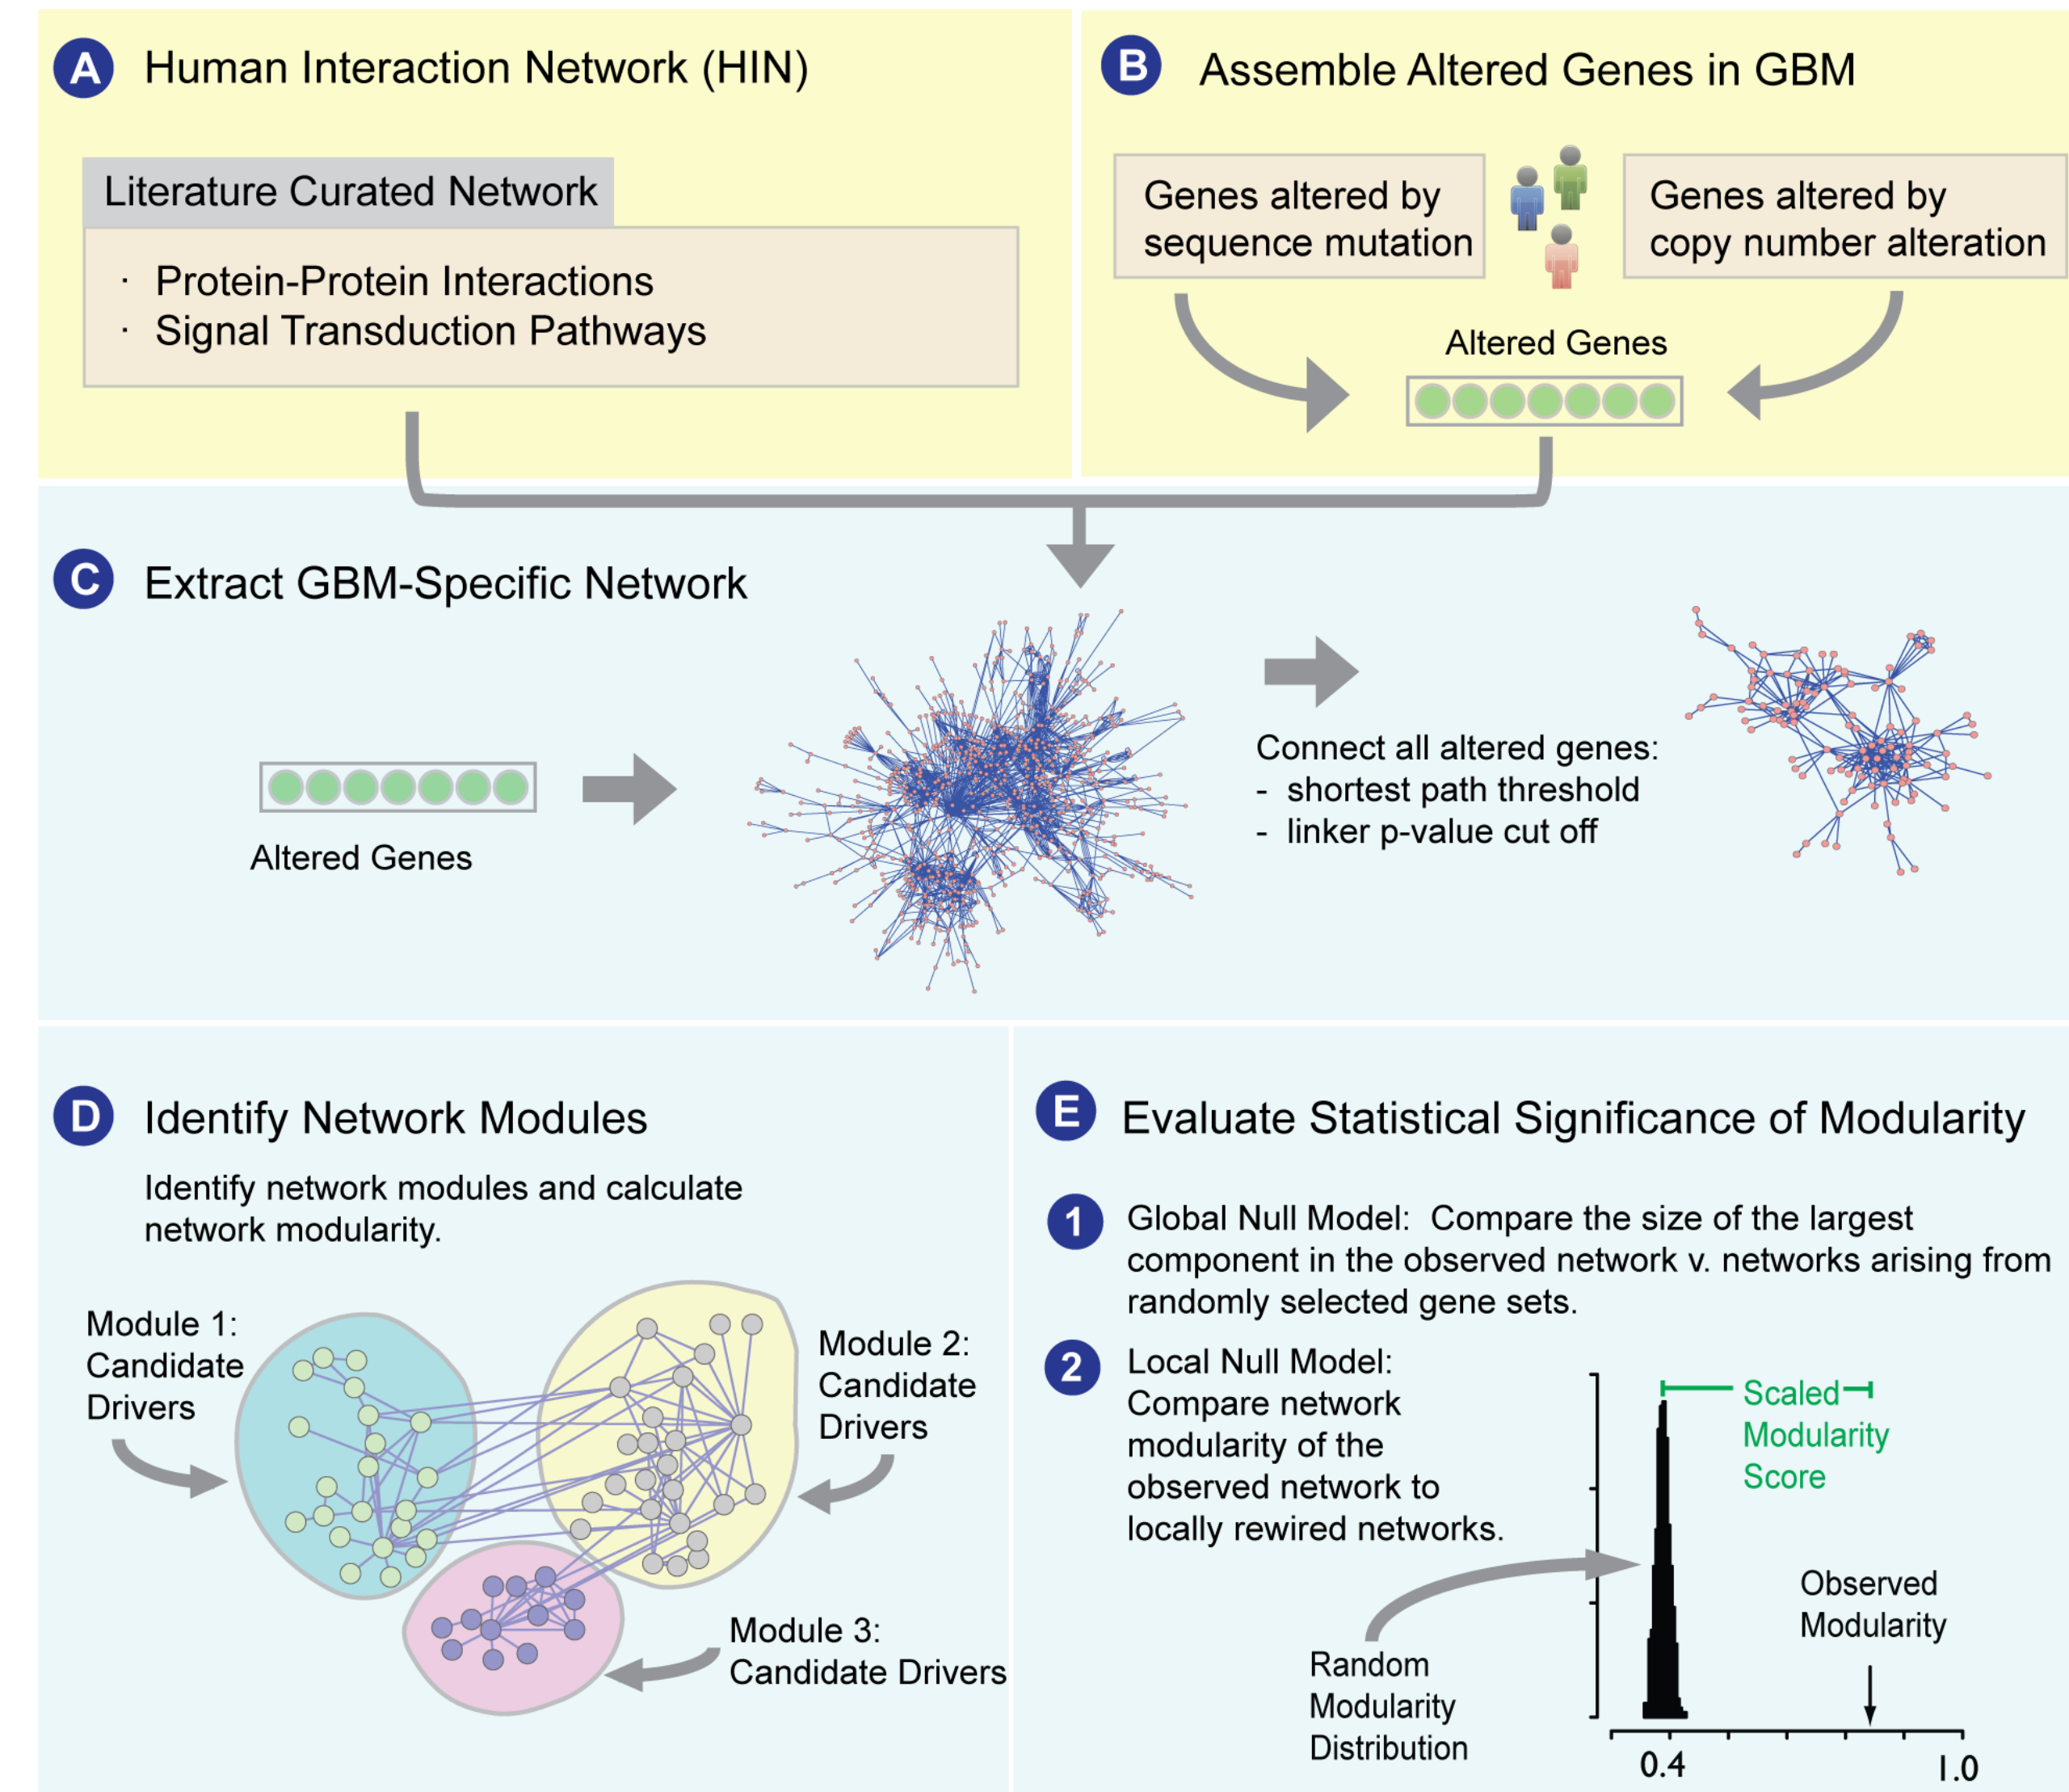 A Human Interaction Network (HIN)
Literature Curated Network
· Protein-Protein Interactions
· Signal Transduction Pathways
B Assemble Altered Genes in GBM
Genes altered by
sequence mutation
Genes altered by
copy number alteration
Altered Genes
C Extract GBM-Specific Network
Altered Genes
Connect all altered genes:
- shortest path threshold
- linker p-value cut off
D Identify Network Modules
Identify network modules and calculate
network modularity.
Module 1:
Candidate
Drivers
Module 2:
Candidate
Drivers
Module 3:
Candidate Drivers
E Evaluate Statistical Significance of Modularity
1 Global Null Model: Compare the size of the largest
component in the observed network v. networks arising from
randomly selected gene sets.
2 Local Null Model:
Compare network
modularity of the
observed network to
locally rewired networks.
Scaled
Modularity
Score
Observed
Modularity
Random
Modularity
Distribution
0.4
1.0